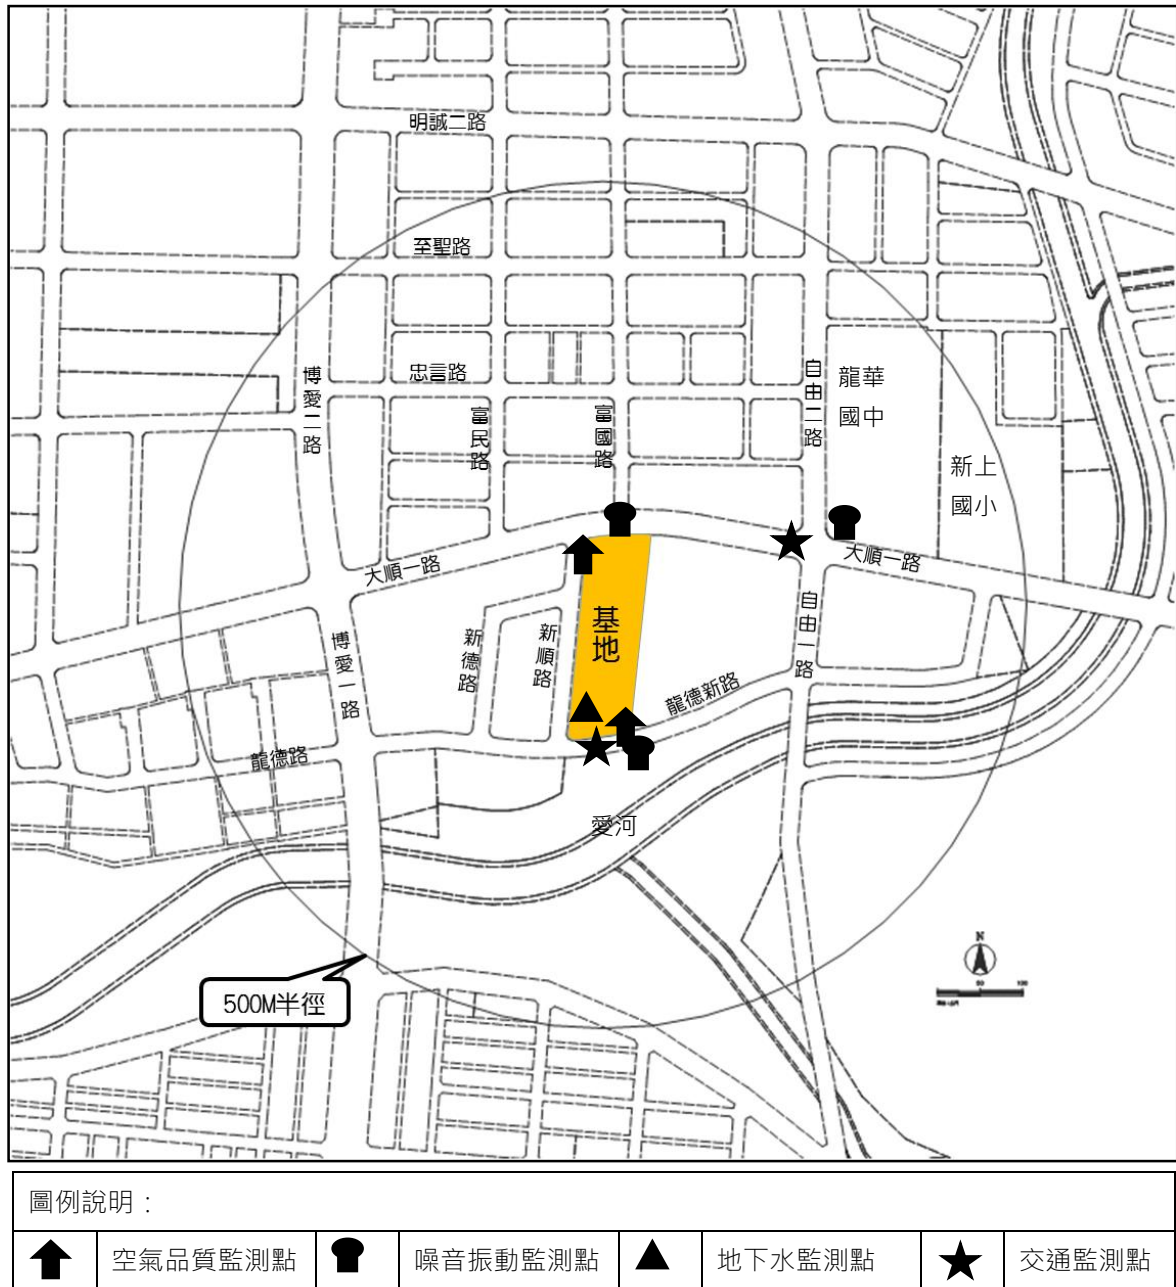 明誠二路
至聖路
忠言路
博愛二路
富民路
富國路
自由二路
龍華
國中
新上
國小
大順一路
大順一路
基地
自由一路
新順路
新德路
博愛一路
龍德新路
龍德路
愛河
N
50
100
500M半徑
圖例說明：
空氣品質監測點
噪音振動監測點
地下水監測點
交通監測點